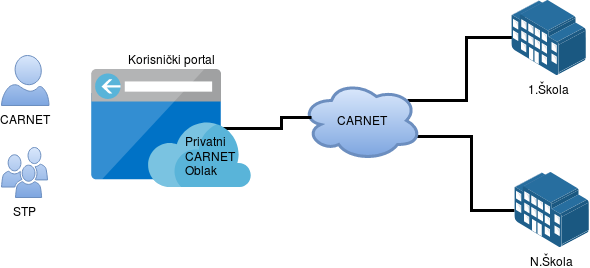 Korisnički portal
CARNET
STP
Privatni
CARNET
Oblak
CARNET
1.Škola
N.Škola